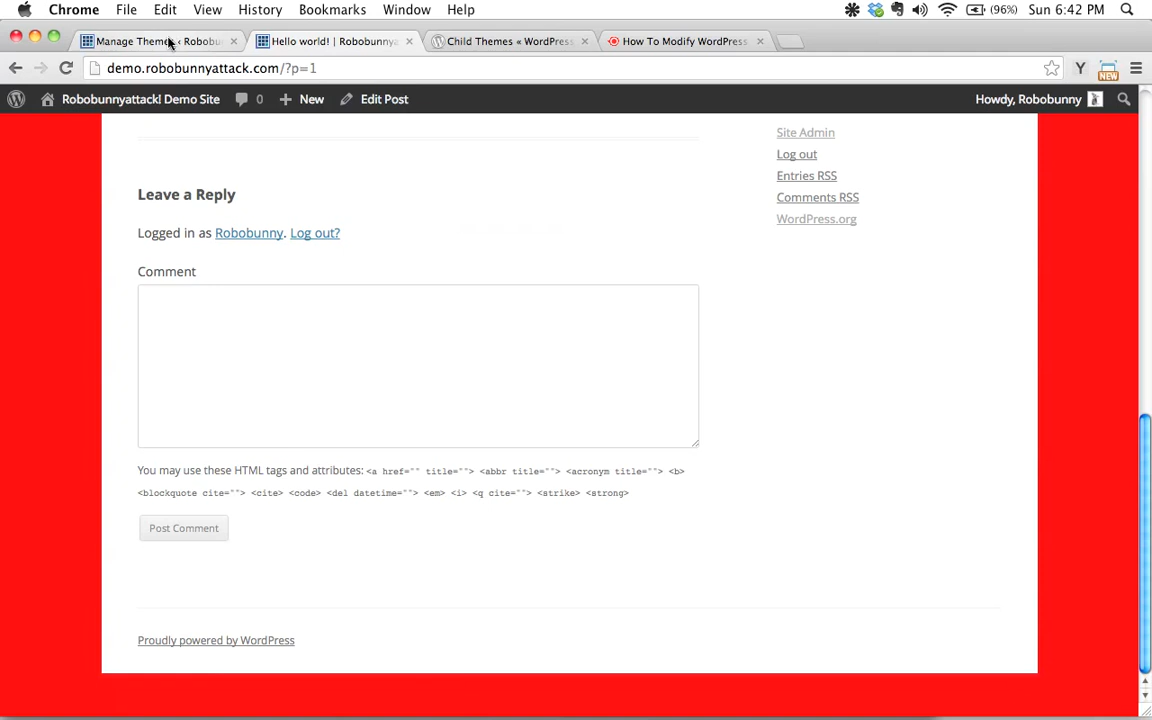 Chrome File Edit View History Bookmarks Window Help (96%) Sun 6:42 PM
Manage Themes ‹ Robobu Hello world! | Robobunnya Child Themes « WordPress How To Modify WordPress
demo.robobunnyattack.com/?p=1 Y NEW
Robobunnyattack! Demo Site 0 New Edit Post Howdy, Robobunny
Site Admin
Log out
Entries RSS
Comments RSS
WordPress.org
Leave a Reply
Logged in as Robobunny. Log out?
Comment
You may use these HTML tags and attributes: <a href="" title=""> <abbr title=""> <acronym title=""> <b>
<blockquote cite=""> <cite> <code> <del datetime=""> <em> <i> <q cite=""> <strike> <strong>
Post Comment
Proudly powered by WordPress